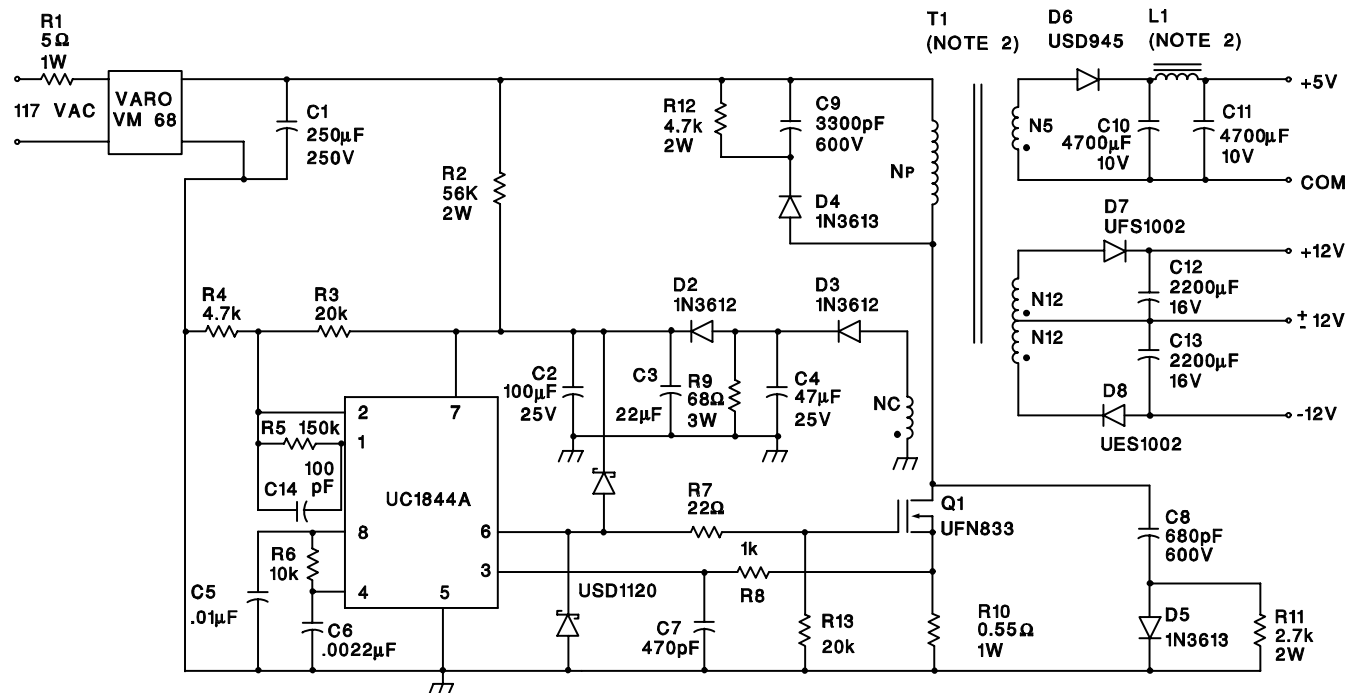 R1
5Ω
1W
117 VAC
VARO
VM 68
C1
250µF
250V
R2
56K
2W
R12
4.7k
2W
C9
3300pF
600V
D4
1N3613
NP
T1
(NOTE 2)
D6
USD945
L1
(NOTE 2)
N5
C10
4700µF
10V
C11
4700µF
10V
+5V
COM
D7
UFS1002
N12
N12
C12
2200µF
16V
C13
2200µF
16V
D8
UES1002
+12V
± 12V
-12V
R4
4.7k
R3
20k
D2
1N3612
D3
1N3612
C2
100µF
25V
C3
22µF
R9
68Ω
3W
C4
47µF
25V
NC
R5 150k
C14
100
pF
2
1
7
UC1844A
8
4
5
6
3
R6
10k
C5
.01µF
C6
.0022µF
USD1120
R7
22Ω
1k
R8
C7
470pF
R13
20k
Q1
UFN833
R10
0.55Ω
1W
C8
680pF
600V
D5
1N3613
R11
2.7k
2W